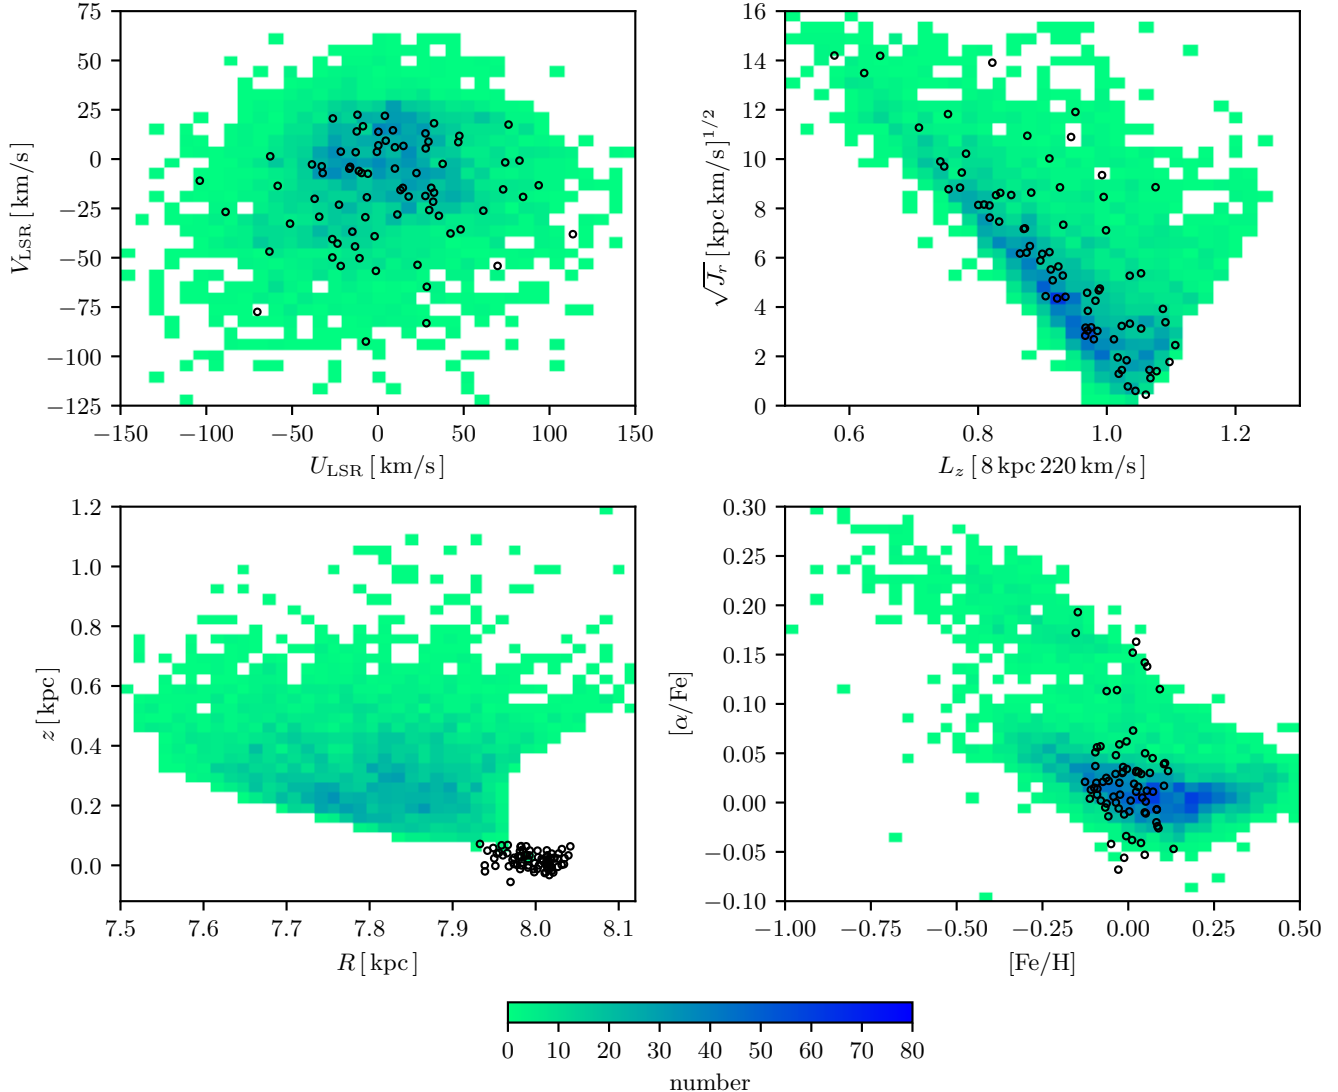 75
50
25
0
−25
−50
−75
−100
−125
V_LSR [km/s]
−150 −100 −50 0 50 100 150
U_LSR [km/s]
16
14
12
10
8
6
4
2
0
√J_r [kpc km/s]^{1/2}
0.6 0.8 1.0 1.2
L_z [8 kpc 220 km/s]
1.2
1.0
0.8
0.6
0.4
0.2
0.0
z [kpc]
7.5 7.6 7.7 7.8 7.9 8.0 8.1
R [kpc]
0.30
0.25
0.20
0.15
0.10
0.05
0.00
−0.05
−0.10
[α/Fe]
−1.00 −0.75 −0.50 −0.25 0.00 0.25 0.50
[Fe/H]
0 10 20 30 40 50 60 70 80
number